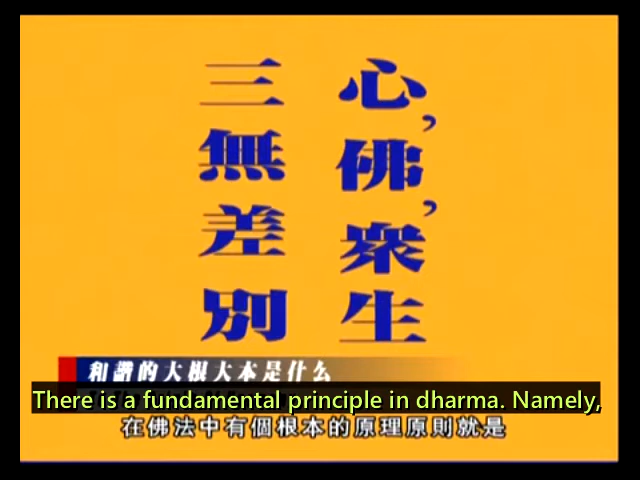 心,佛,衆生
三無差別
和諧的大根大本是什么
There is a fundamental principle in dharma. Namely,
在佛法中有個根本的原理原則就是